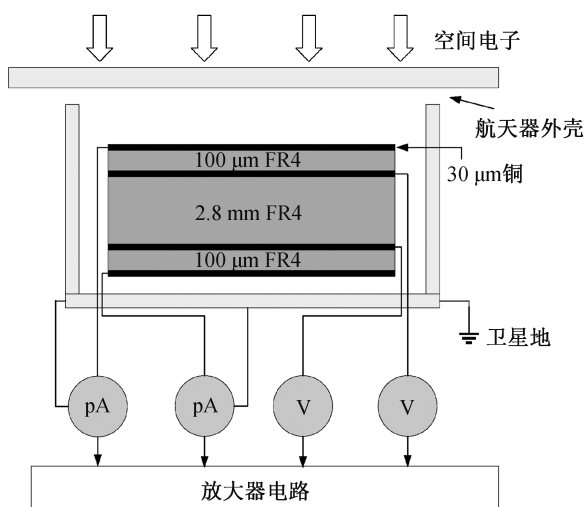 空间电子
航天器外壳
100 μm FR4
30 μm铜
2.8 mm FR4
100 μm FR4
卫星地
pA
pA
V
V
放大器电路